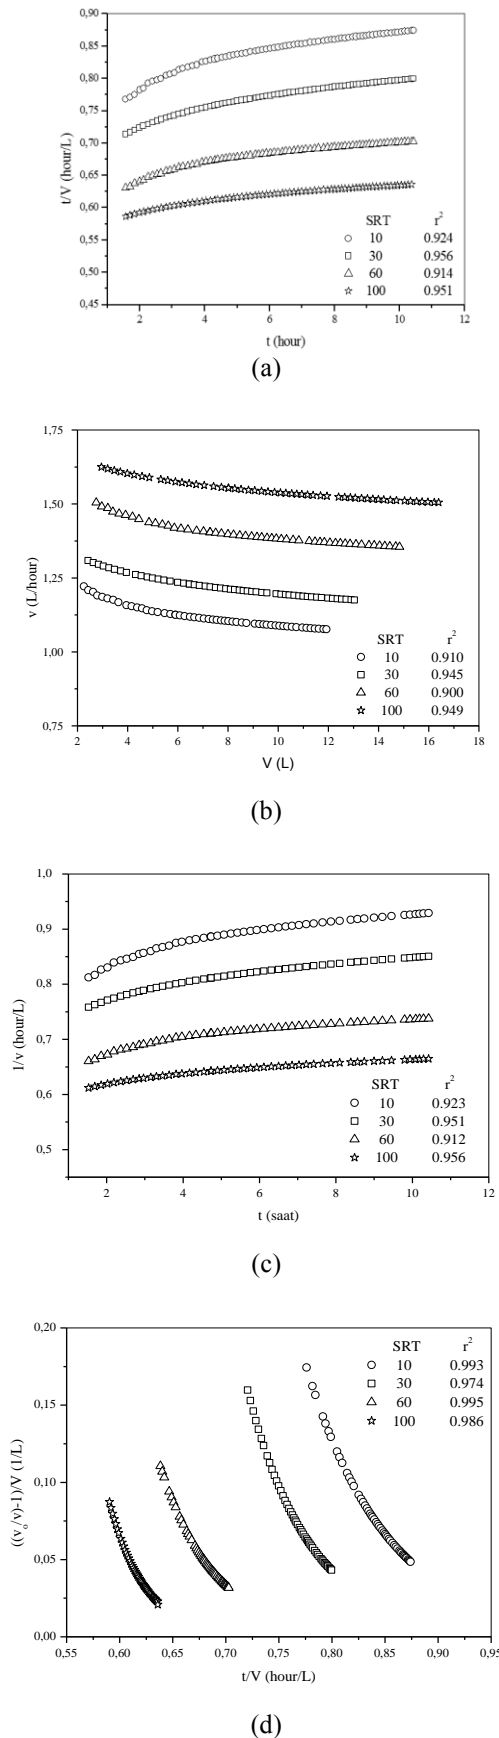 0,90
0,85
0,80
0,75
0,70
0,65
0,60
0,55
0,50
0,45
t/V (hour/L)
SRT r²
10 0.924
30 0.956
60 0.914
100 0.951
2 4 6 8 10 12
t (hour)
(a)
1,75
1,50
1,25
1,00
0,75
v (L/hour)
SRT r²
10 0.910
30 0.945
60 0.900
100 0.949
2 4 6 8 10 12 14 16 18
V (L)
(b)
1,0
0,9
0,8
0,7
0,6
0,5
1/v (hour/L)
SRT r²
10 0.923
30 0.951
60 0.912
100 0.956
2 4 6 8 10 12
t (saat)
(c)
0,20
0,15
0,10
0,05
0,00
((vₒ/v)-1)/V (1/L)
SRT r²
10 0.993
30 0.974
60 0.995
100 0.986
0,55 0,60 0,65 0,70 0,75 0,80 0,85 0,90 0,95
t/V (hour/L)
(d)